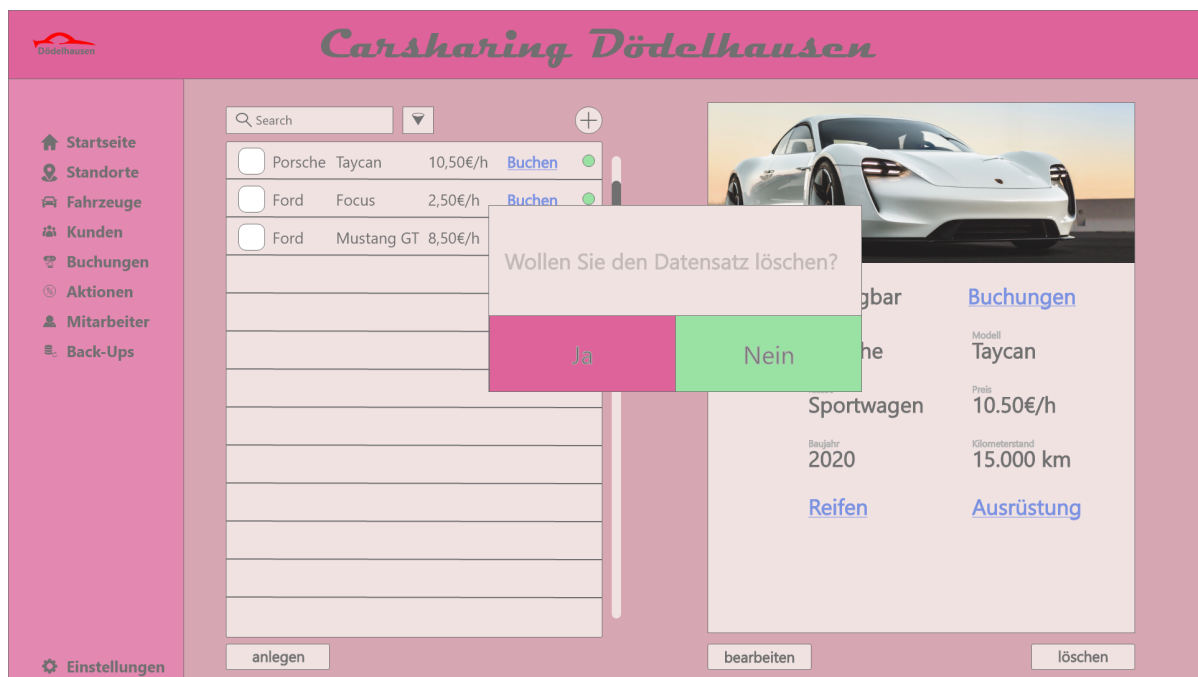 Dödelhausen
Carsharing Dödelhausen
Startseite
Standorte
Fahrzeuge
Kunden
Buchungen
Aktionen
Mitarbeiter
Back-Ups
Einstellungen
Search
Porsche Taycan 10,50€/h Buchen
Ford Focus 2,50€/h Buchen
Ford Mustang GT 8,50€/h
Wollen Sie den Datensatz löschen?
Ja Nein
gbar Buchungen
Modell
he Taycan
Preis
Sportwagen 10.50€/h
Baujahr Kilometerstand
2020 15.000 km
Reifen Ausrüstung
anlegen
bearbeiten löschen